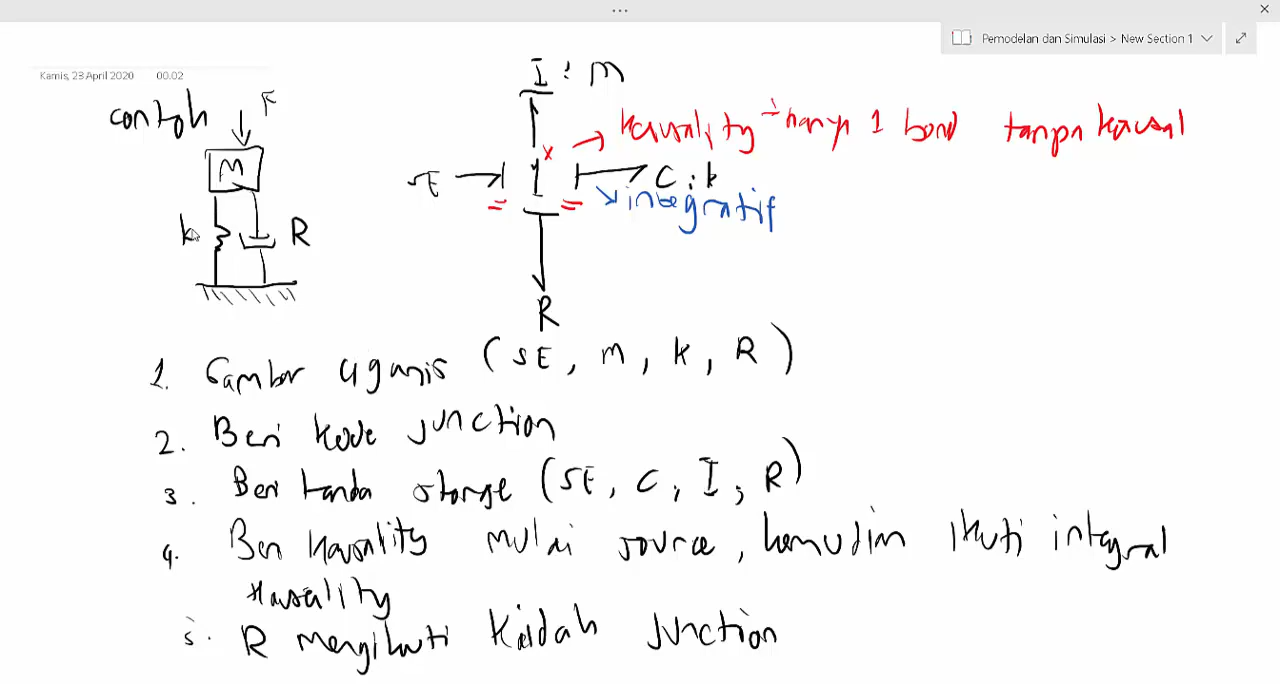 Pemodelan dan Simulasi > New Section 1
Kamis, 23 April 2020 00.02
contoh
F
M
k
R
I : m
SE
1
C : k
R
kausality hanya 1 bond tanpa kausal
integratif
1. Gambar (SE, m, k, R)
2. Beri kode junction
3. Beri tanda storage (SE, C, I, R)
4. Beri kausality mulai source, kemudian ikuti integral
kausality
5. R mengikuti kaidah junction